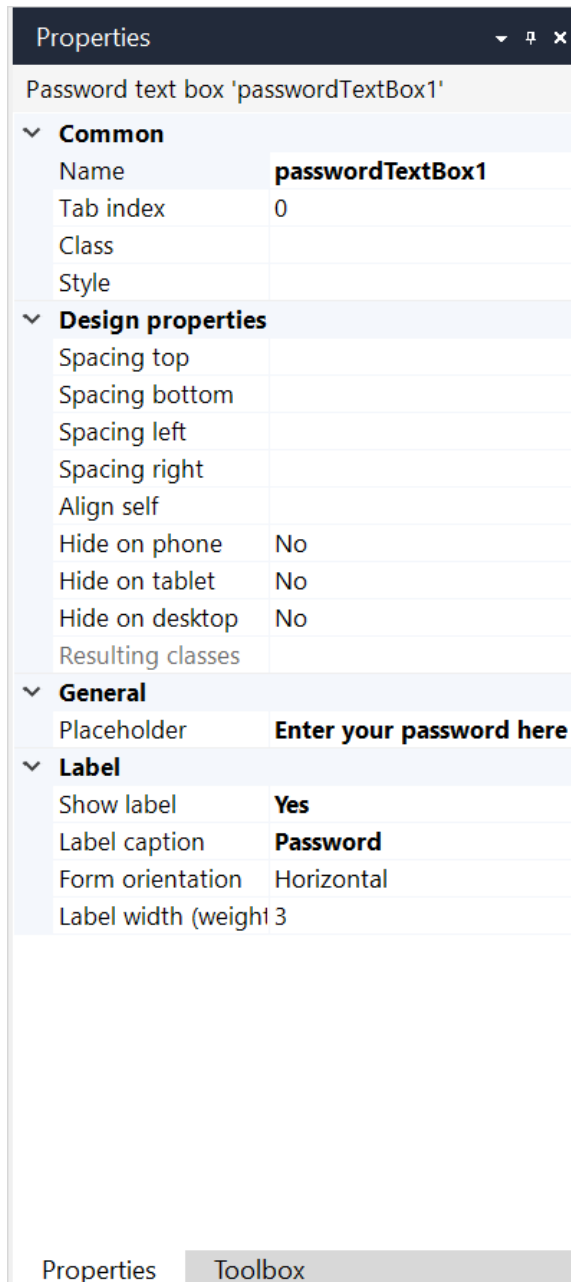 Properties
Password text box 'passwordTextBox1'
Common
Name passwordTextBox1
Tab index 0
Class
Style
Design properties
Spacing top
Spacing bottom
Spacing left
Spacing right
Align self
Hide on phone No
Hide on tablet No
Hide on desktop No
Resulting classes
General
Placeholder Enter your password here
Label
Show label Yes
Label caption Password
Form orientation Horizontal
Label width (weight 3
Properties Toolbox